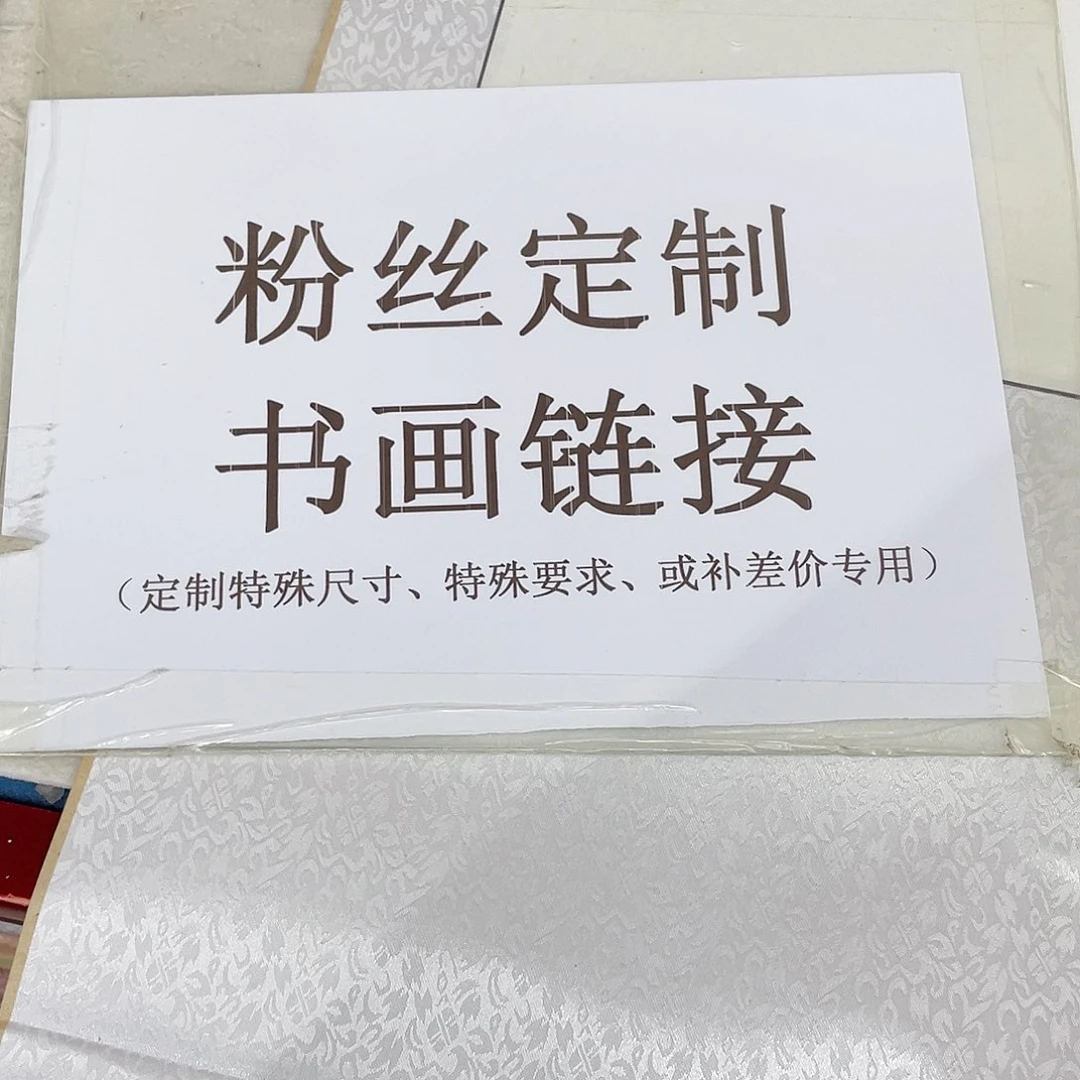 粉丝定制
书画链接
（定制特殊尺寸、特殊要求、或补差价专用）